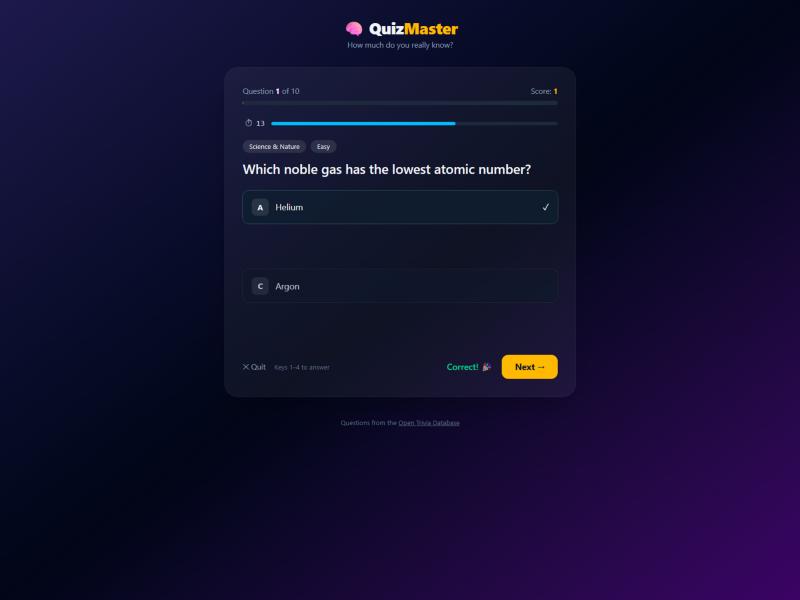 🧠 QuizMaster
How much do you really know?
Question 1 of 10 Score: 1
⏱ 13
Science & Nature Easy
Which noble gas has the lowest atomic number?
A Helium ✓
C Argon
✕ Quit Keys 1–4 to answer Correct! 🎉 Next →
Questions from the Open Trivia Database